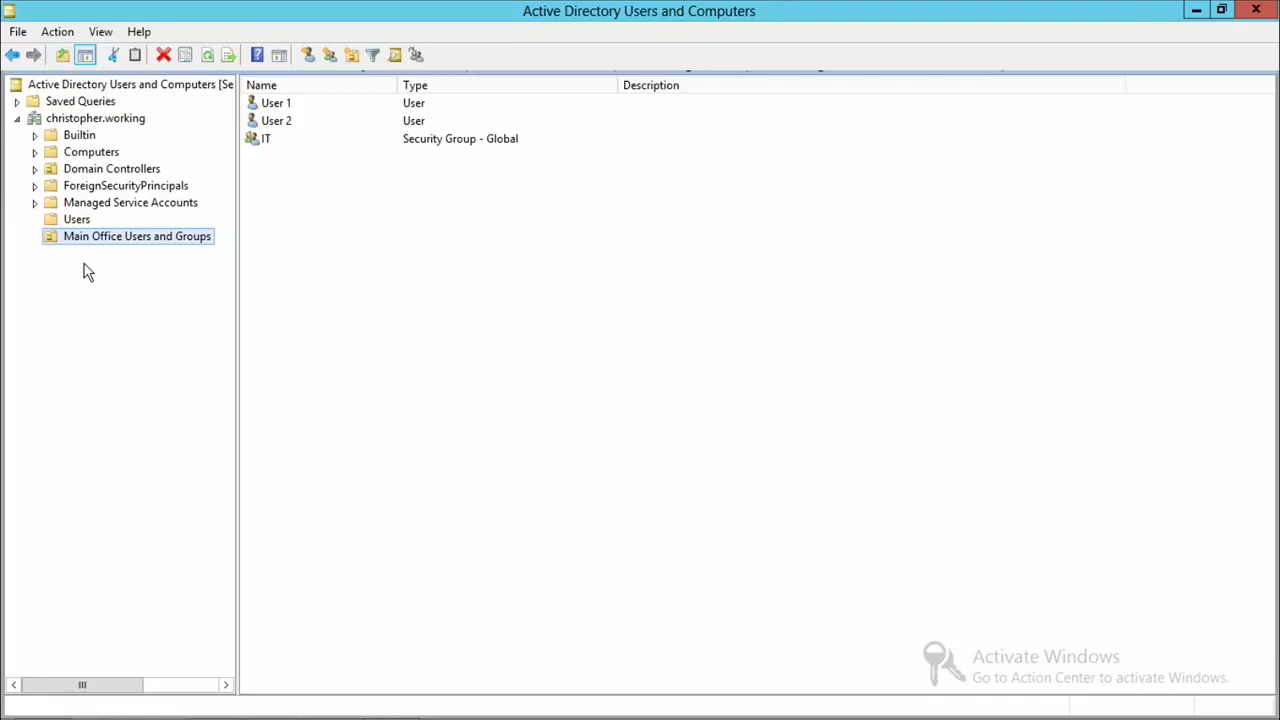 Active Directory Users and Computers
File Action View Help
Active Directory Users and Computers [Se
Saved Queries
christopher.working
Builtin
Computers
Domain Controllers
ForeignSecurityPrincipals
Managed Service Accounts
Users
Main Office Users and Groups
Name Type Description
User 1 User
User 2 User
IT Security Group - Global
Activate Windows
Go to Action Center to activate Windows.